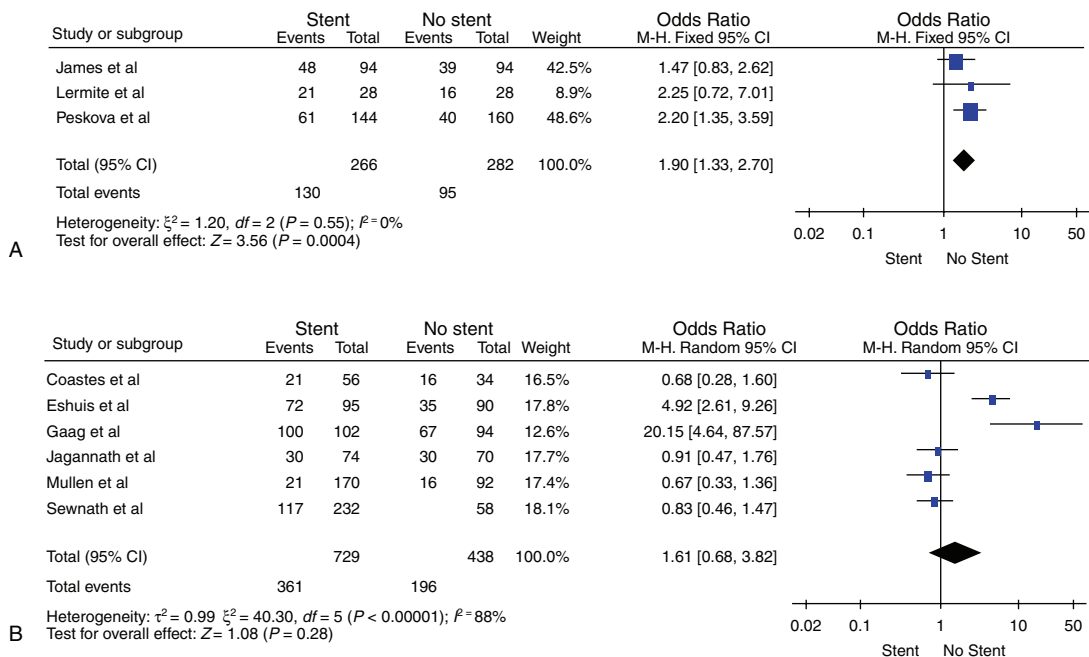 Stent No stent Odds Ratio Odds Ratio
Study or subgroup Events Total Events Total Weight M-H. Fixed 95% CI M-H. Fixed 95% CI
James et al 48 94 39 94 42.5% 1.47 [0.83, 2.62]
Lermite et al 21 28 16 28 8.9% 2.25 [0.72, 7.01]
Peskova et al 61 144 40 160 48.6% 2.20 [1.35, 3.59]
Total (95% CI) 266 282 100.0% 1.90 [1.33, 2.70]
Total events 130 95
Heterogeneity: ξ² = 1.20, df = 2 (P = 0.55); I² = 0%
Test for overall effect: Z = 3.56 (P = 0.0004)
0.02 0.1 1 10 50
Stent No Stent
A
Stent No stent Odds Ratio Odds Ratio
Study or subgroup Events Total Events Total Weight M-H. Random 95% CI M-H. Random 95% CI
Coastes et al 21 56 16 34 16.5% 0.68 [0.28, 1.60]
Eshuis et al 72 95 35 90 17.8% 4.92 [2.61, 9.26]
Gaag et al 100 102 67 94 12.6% 20.15 [4.64, 87.57]
Jagannath et al 30 74 30 70 17.7% 0.91 [0.47, 1.76]
Mullen et al 21 170 16 92 17.4% 0.67 [0.33, 1.36]
Sewnath et al 117 232 58 18.1% 0.83 [0.46, 1.47]
Total (95% CI) 729 438 100.0% 1.61 [0.68, 3.82]
Total events 361 196
Heterogeneity: τ² = 0.99 ξ² = 40.30, df = 5 (P < 0.00001); I² = 88%
Test for overall effect: Z = 1.08 (P = 0.28)
0.02 0.1 1 10 50
Stent No Stent
B